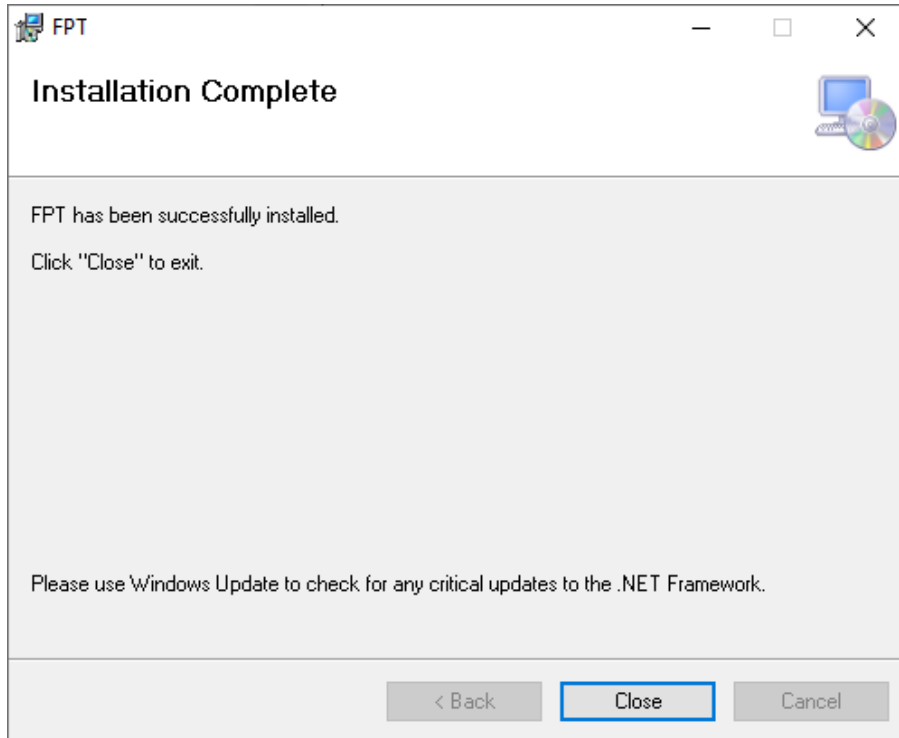 FPT
Installation Complete
FPT has been successfully installed.
Click "Close" to exit.
Please use Windows Update to check for any critical updates to the .NET Framework.
< Back
Close
Cancel